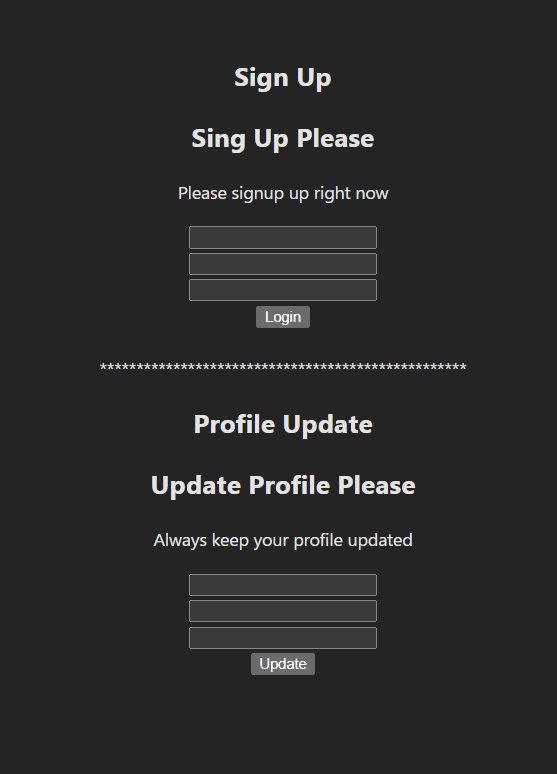 Sign Up
Sing Up Please
Please signup up right now
Login
**************************************************
Profile Update
Update Profile Please
Always keep your profile updated
Update